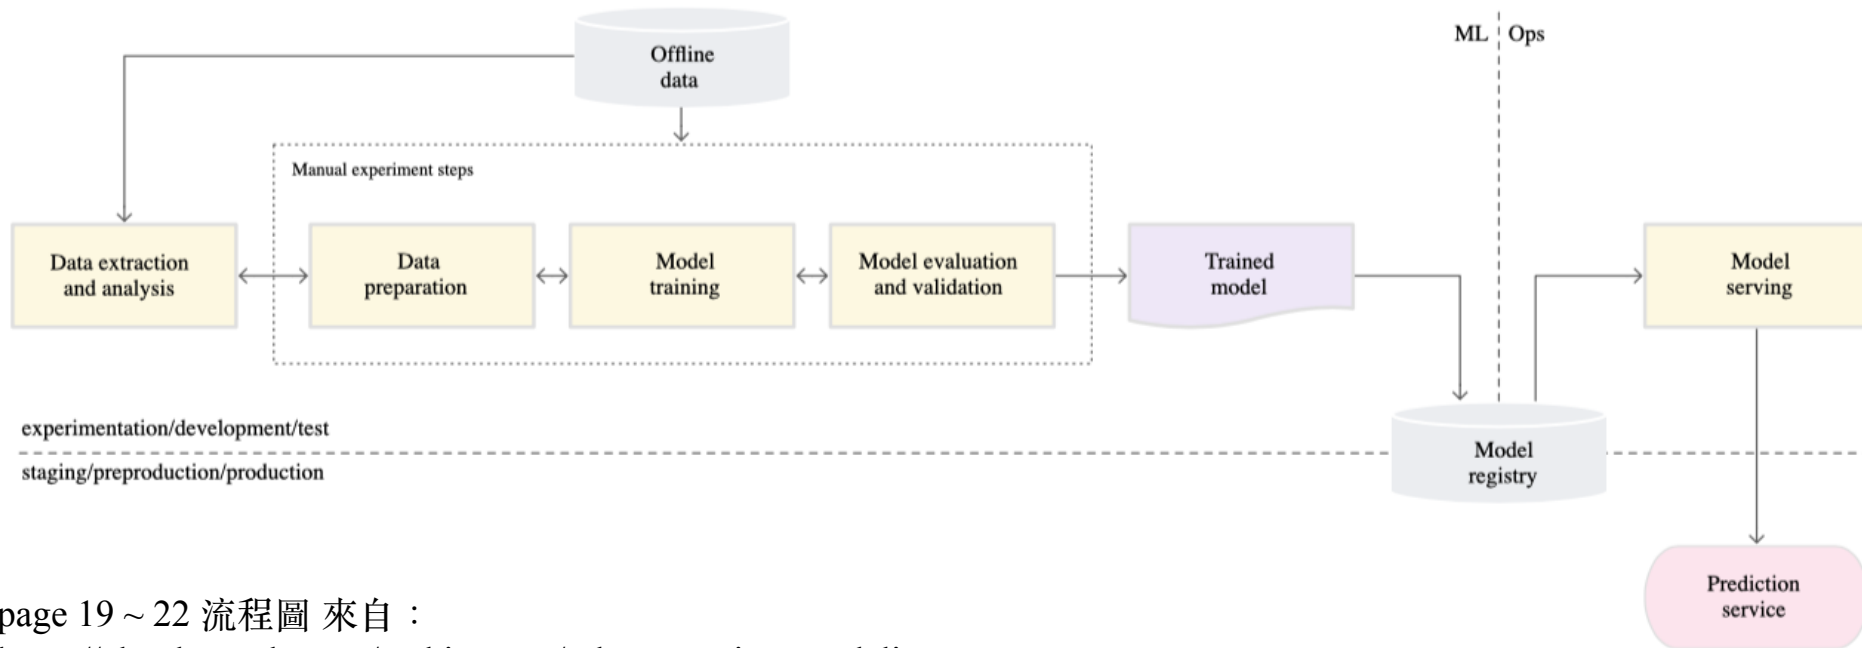 Offline
data
ML
Ops
Manual experiment steps
Data extraction
and analysis
Data
preparation
Model
training
Model evaluation
and validation
Trained
model
Model
serving
experimentation/development/test
staging/preproduction/production
Model
registry
Prediction
service
page 19 ~ 22 流程圖 來自：